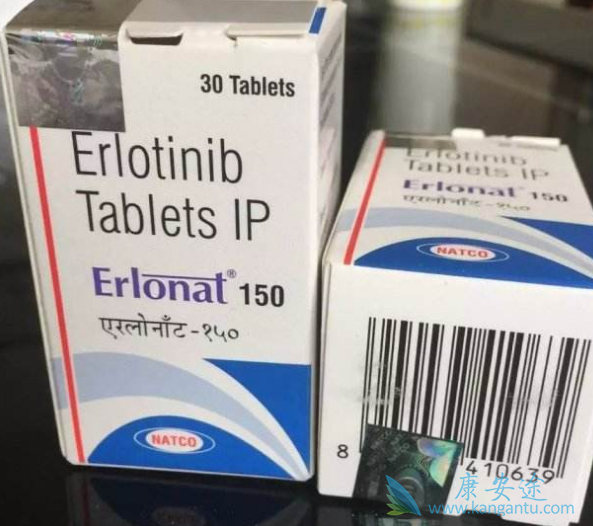 30 Tablets
Erlotinib
Tablets IP
Erlonat® 150
एरलोनाँट-१५०
NATCO
Erlotinib
Tablets IP
Erlonat® 150
एरलोनाँट-१५०
NATCO
8
410639
康安途
www.kangantu.com